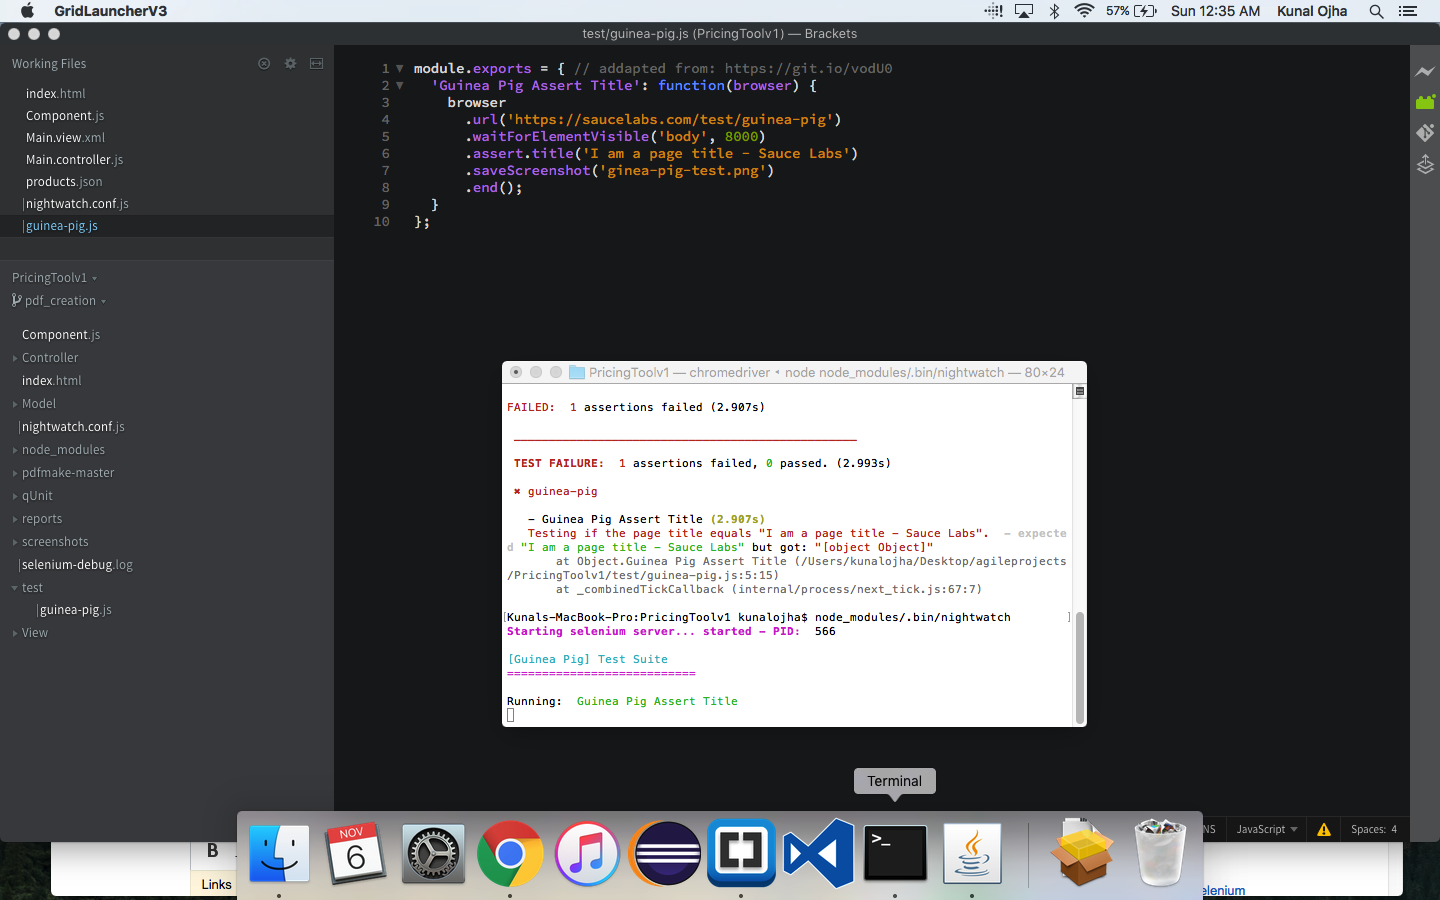 GridLauncherV3
57%
Sun 12:35 AM
Kunal Ojha
test/guinea-pig.js (PricingToolv1) — Brackets
Working Files
index.html
Component.js
Main.view.xml
Main.controller.js
products.json
nightwatch.conf.js
guinea-pig.js
PricingToolv1
pdf_creation
Component.js
Controller
index.html
Model
nightwatch.conf.js
node_modules
pdfmake-master
qUnit
reports
screenshots
selenium-debug.log
test
guinea-pig.js
View
1 module.exports = { // addapted from: https://git.io/vodU0
2 'Guinea Pig Assert Title': function(browser) {
3 browser
4 .url('https://saucelabs.com/test/guinea-pig')
5 .waitForElementVisible('body', 8000)
6 .assert.title('I am a page title - Sauce Labs')
7 .saveScreenshot('ginea-pig-test.png')
8 .end();
9 }
10 };
PricingToolv1 — chromedriver ◂ node node_modules/.bin/nightwatch — 80×24
FAILED: 1 assertions failed (2.907s)
TEST FAILURE: 1 assertions failed, 0 passed. (2.993s)
✖ guinea-pig
- Guinea Pig Assert Title (2.907s)
Testing if the page title equals "I am a page title - Sauce Labs". - expecte
d "I am a page title - Sauce Labs" but got: "[object Object]"
at Object.Guinea Pig Assert Title (/Users/kunalojha/Desktop/agileprojects
/PricingToolv1/test/guinea-pig.js:5:15)
at _combinedTickCallback (internal/process/next_tick.js:67:7)
[Kunals-MacBook-Pro:PricingToolv1 kunalojha$ node_modules/.bin/nightwatch ]
Starting selenium server... started - PID: 566
[Guinea Pig] Test Suite
===========================
Running: Guinea Pig Assert Title
Terminal
NS
JavaScript
Spaces: 4
NOV
6
>_
B
Links
elenium